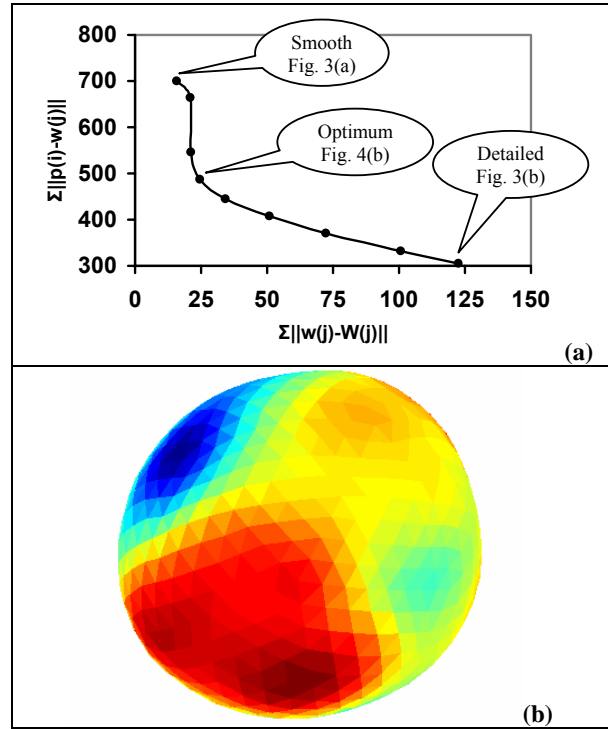 800
700
600
500
400
300
Σ||p(i)-w(j)||
Smooth
Fig. 3(a)
Optimum
Fig. 4(b)
Detailed
Fig. 3(b)
0 25 50 75 100 125 150
Σ||w(j)-W(j)||
(a)
(b)